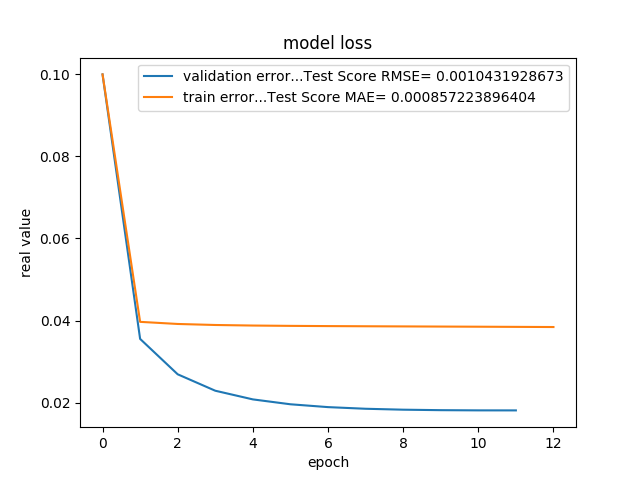 model loss
validation error...Test Score RMSE= 0.0010431928673
train error...Test Score MAE= 0.000857223896404
real value
0.10
0.08
0.06
0.04
0.02
0 2 4 6 8 10 12
epoch